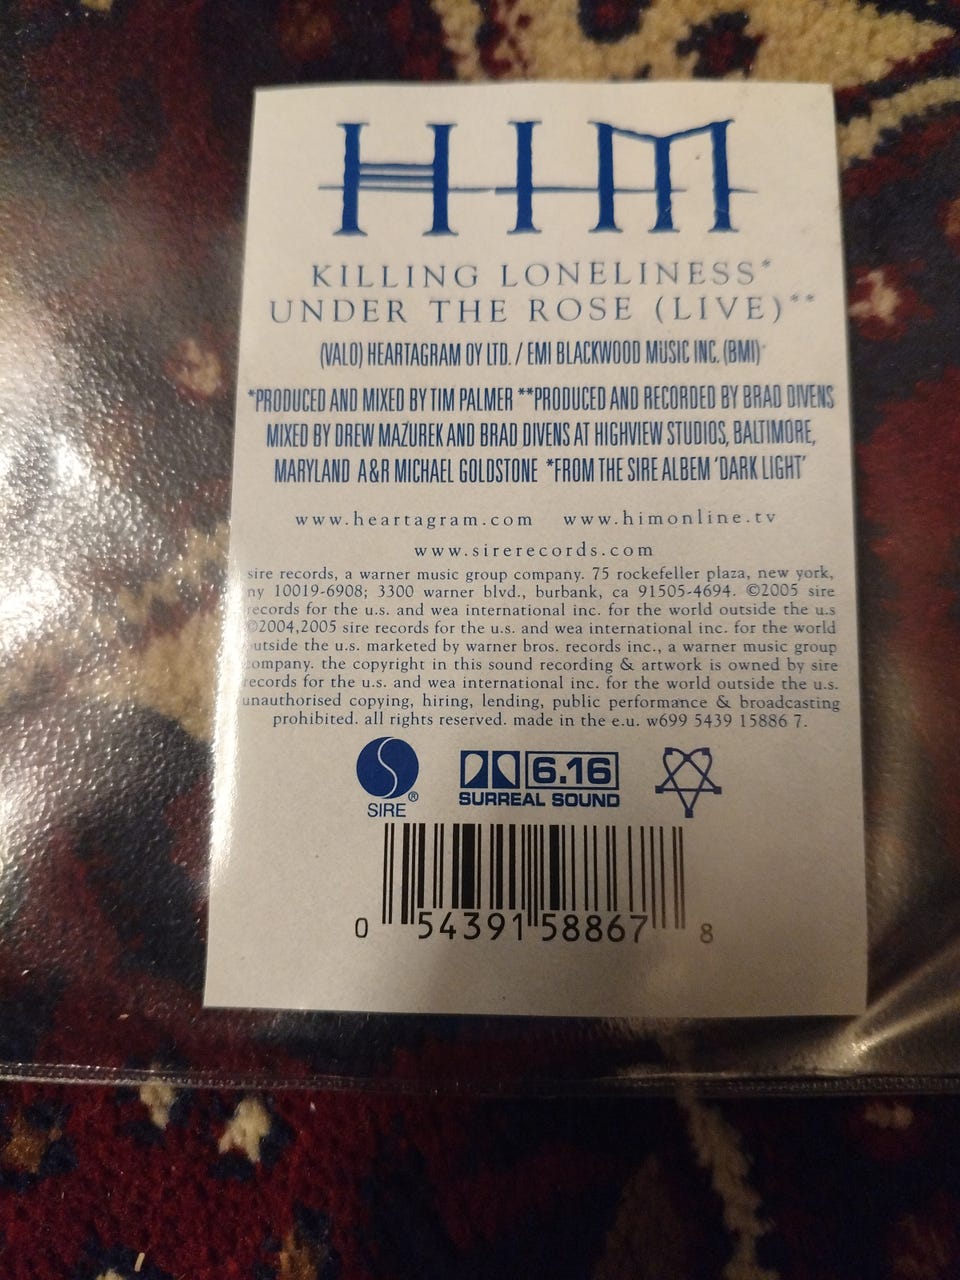 HIM
KILLING LONELINESS*
UNDER THE ROSE (LIVE)**
(VALO) HEARTAGRAM OY LTD. / EMI BLACKWOOD MUSIC INC. (BMI)
*PRODUCED AND MIXED BY TIM PALMER **PRODUCED AND RECORDED BY BRAD DIVENS
MIXED BY DREW MAZUREK AND BRAD DIVENS AT HIGHVIEW STUDIOS, BALTIMORE,
MARYLAND A&R MICHAEL GOLDSTONE *FROM THE SIRE ALBEM 'DARK LIGHT'
www.heartagram.com www.himonline.tv
www.sirerecords.com
sire records, a warner music group company. 75 rockefeller plaza, new york,
ny 10019-6908; 3300 warner blvd., burbank, ca 91505-4694. ©2005 sire
records for the u.s. and wea international inc. for the world outside the u.s
©2004,2005 sire records for the u.s. and wea international inc. for the world
outside the u.s. marketed by warner bros. records inc., a warner music group
company. the copyright in this sound recording & artwork is owned by sire
records for the u.s. and wea international inc. for the world outside the u.s.
unauthorised copying, hiring, lending, public performance & broadcasting
prohibited. all rights reserved. made in the e.u. w699 5439 15886 7.
SIRE®
6.16
SURREAL SOUND
0 54391 58867 8